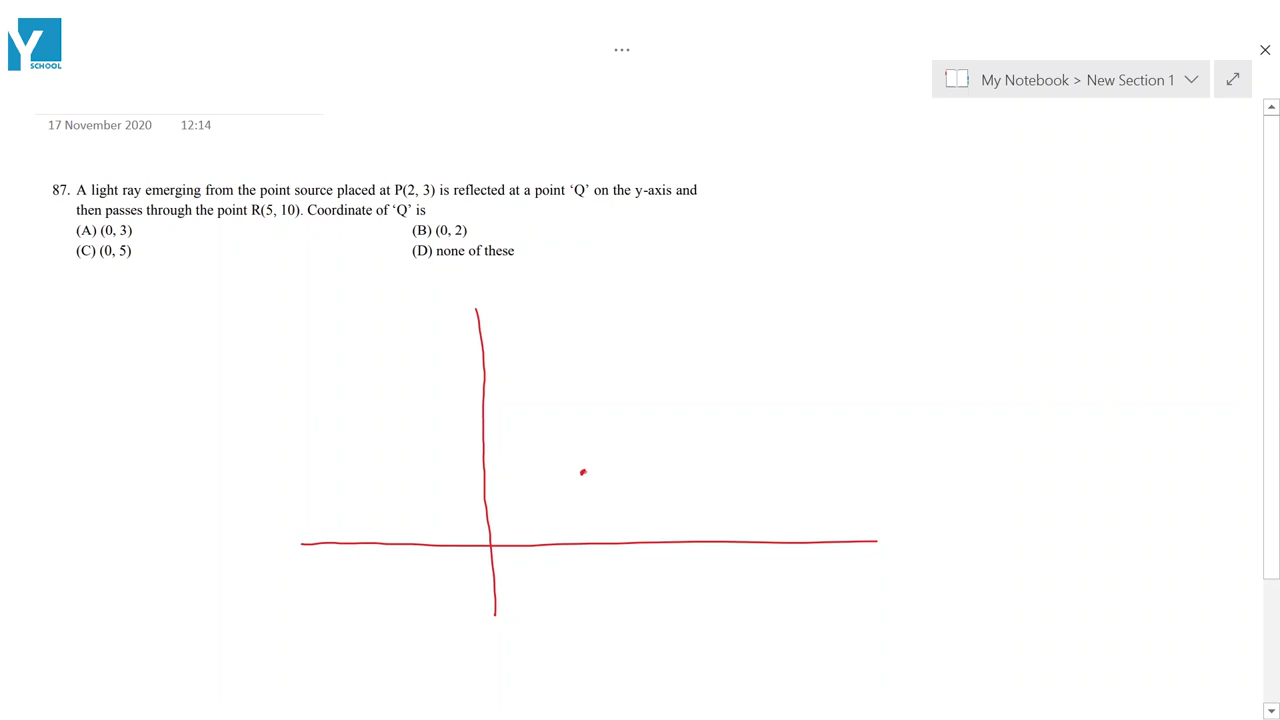 Y
SCHOOL
My Notebook > New Section 1
17 November 2020 12:14
87. A light ray emerging from the point source placed at P(2, 3) is reflected at a point ‘Q’ on the y-axis and
then passes through the point R(5, 10). Coordinate of ‘Q’ is
(A) (0, 3) (B) (0, 2)
(C) (0, 5) (D) none of these